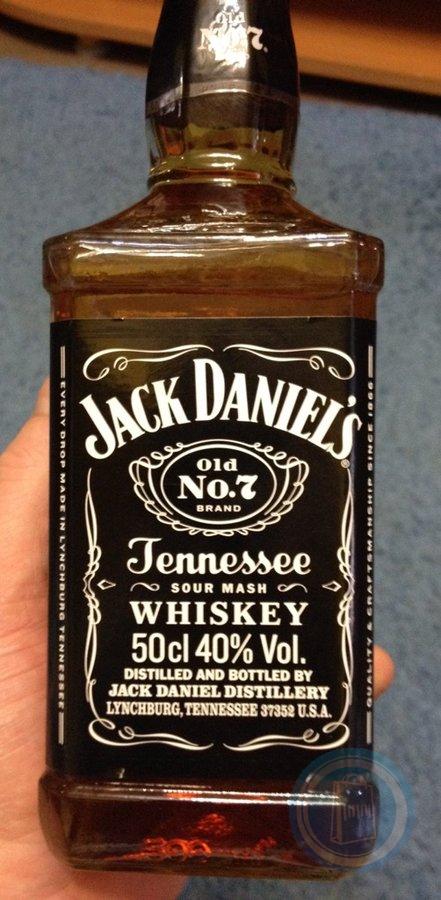 Old
No.7.
JACK DANIEL'S
®
Old
No.7
BRAND
Tennessee
SOUR MASH
WHISKEY
50cl 40% Vol.
DISTILLED AND BOTTLED BY
JACK DANIEL DISTILLERY
LYNCHBURG, TENNESSEE 37352 U.S.A.
EVERY DROP MADE IN LYNCHBURG TENNESSEE
QUALITY & CRAFTSMANSHIP SINCE 1866